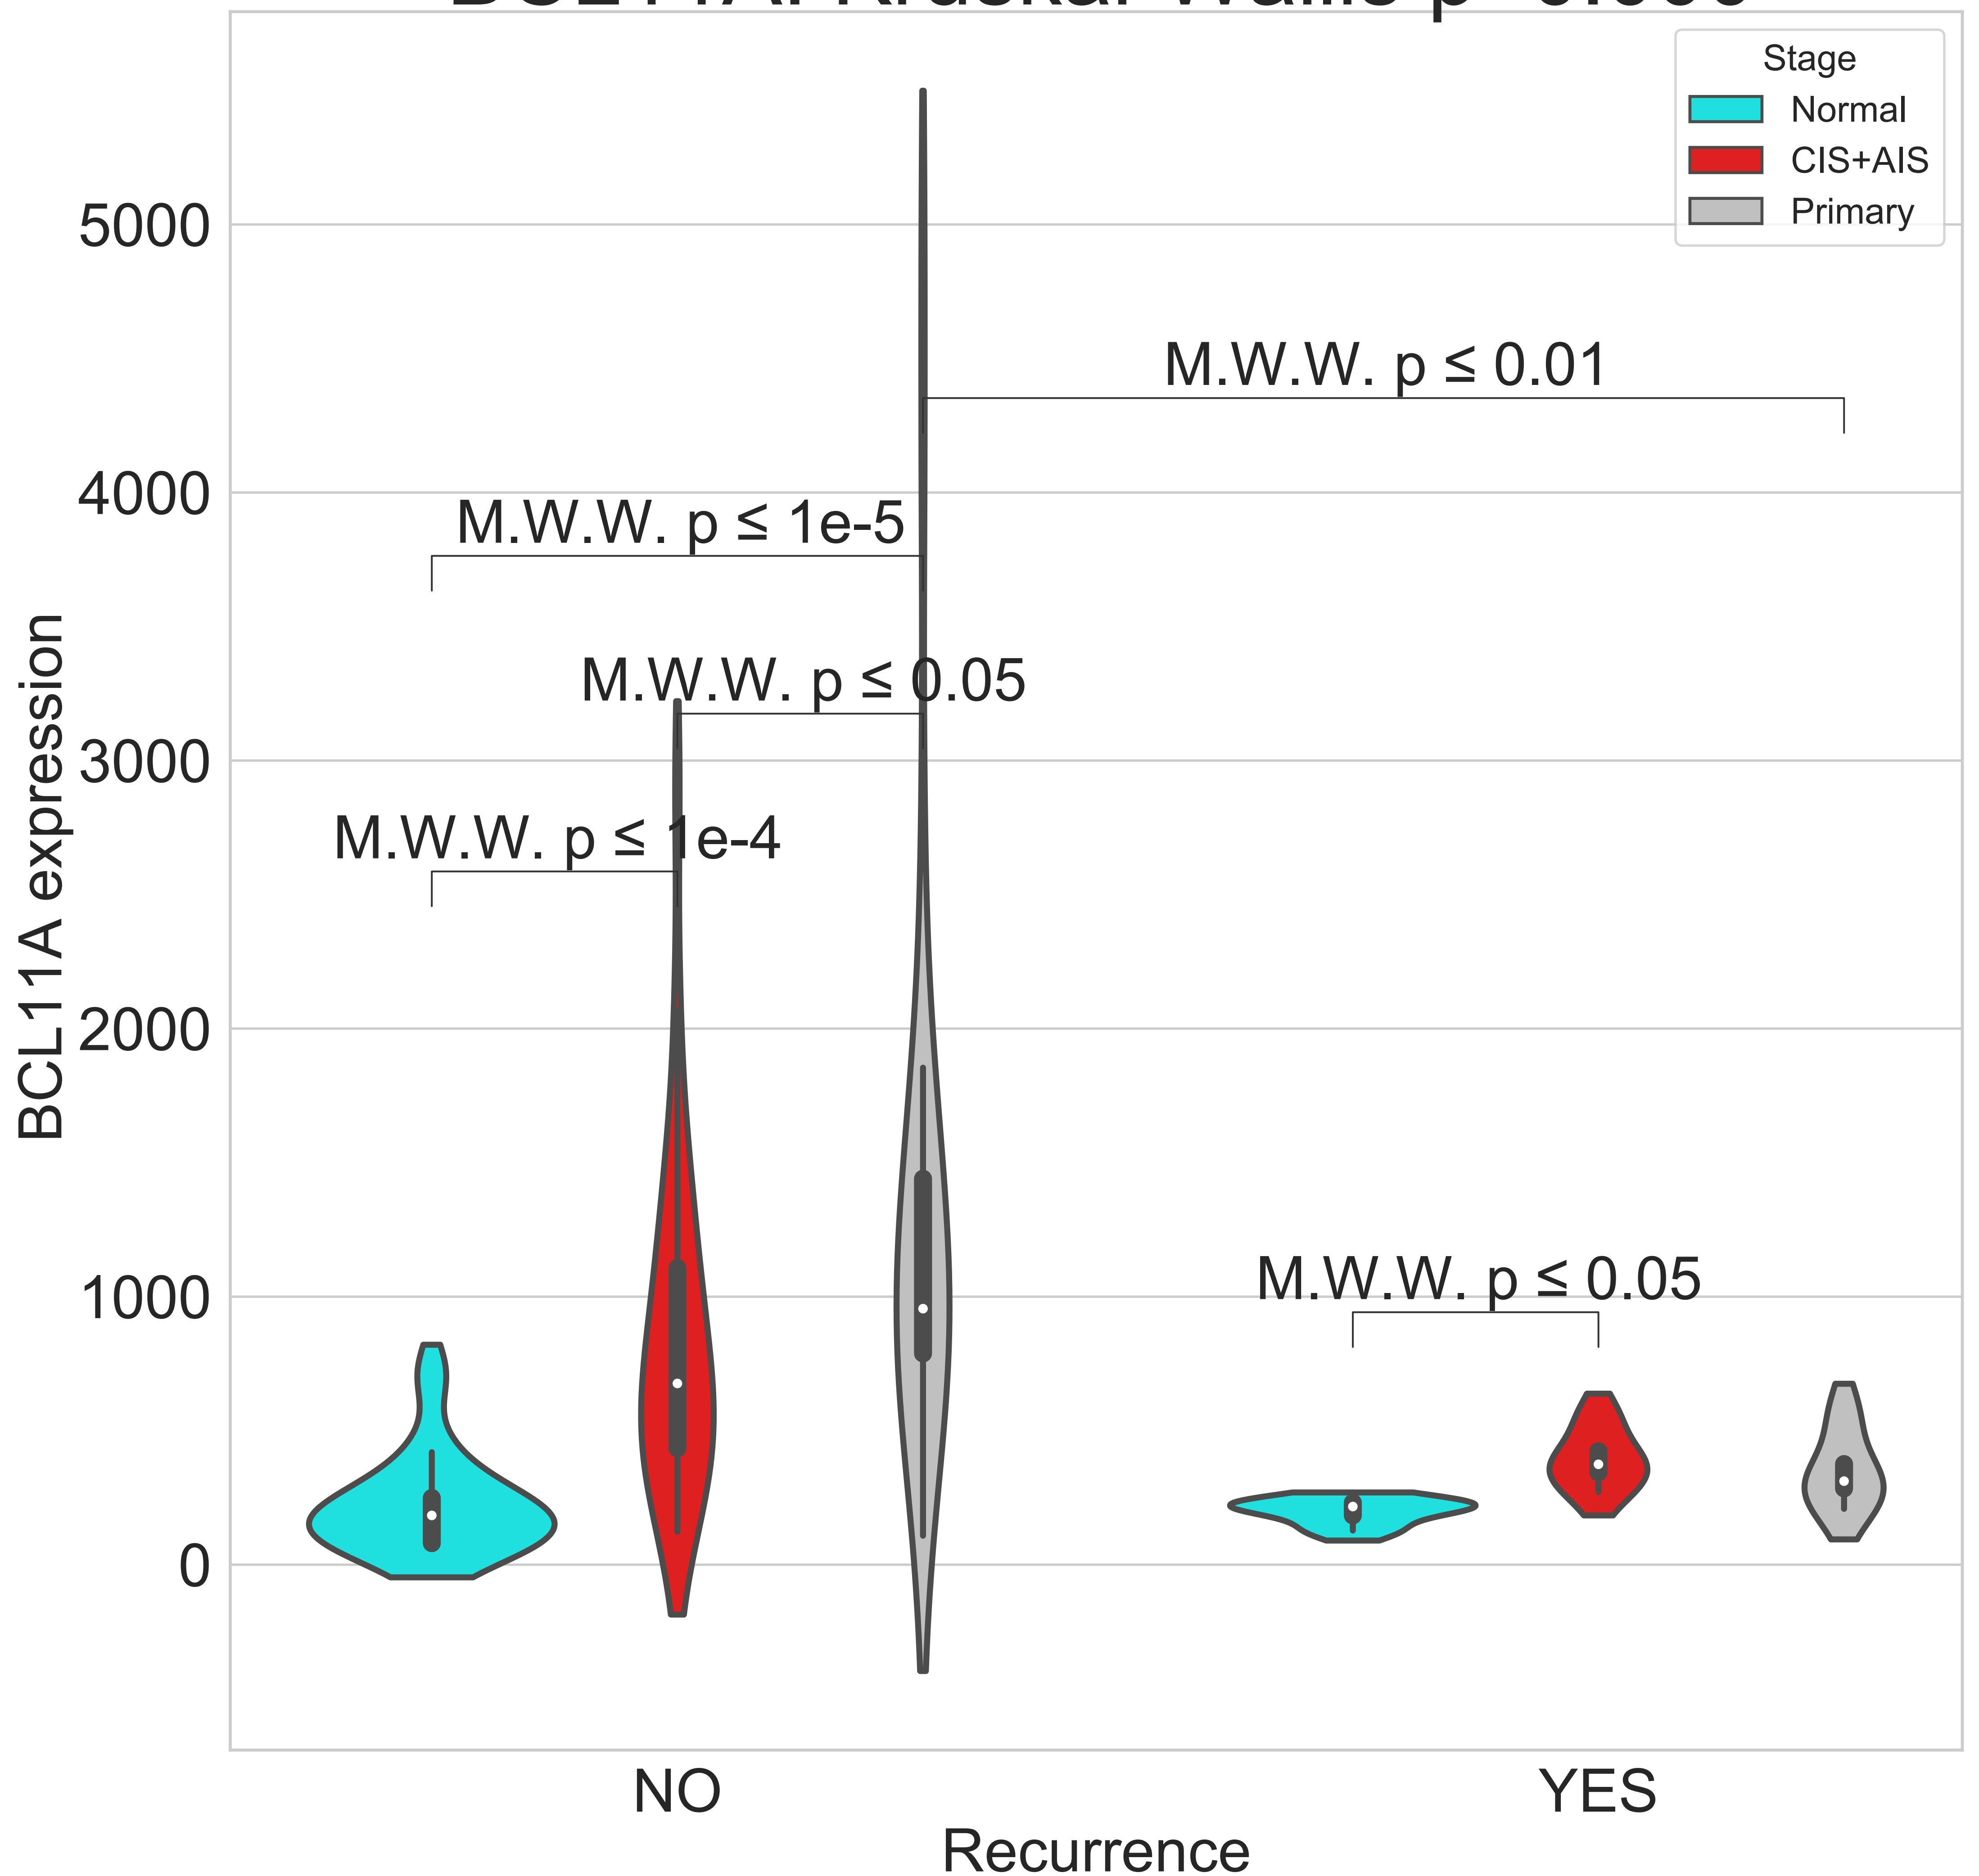 Stage
Normal
CIS+AIS
Primary
BCL11A expression
5000
4000
3000
2000
1000
0
M.W.W. p ≤ 0.01
M.W.W. p ≤ 1e-5
M.W.W. p ≤ 0.05
M.W.W. p ≤ 1e-4
M.W.W. p ≤ 0.05
NO
YES
Recurrence